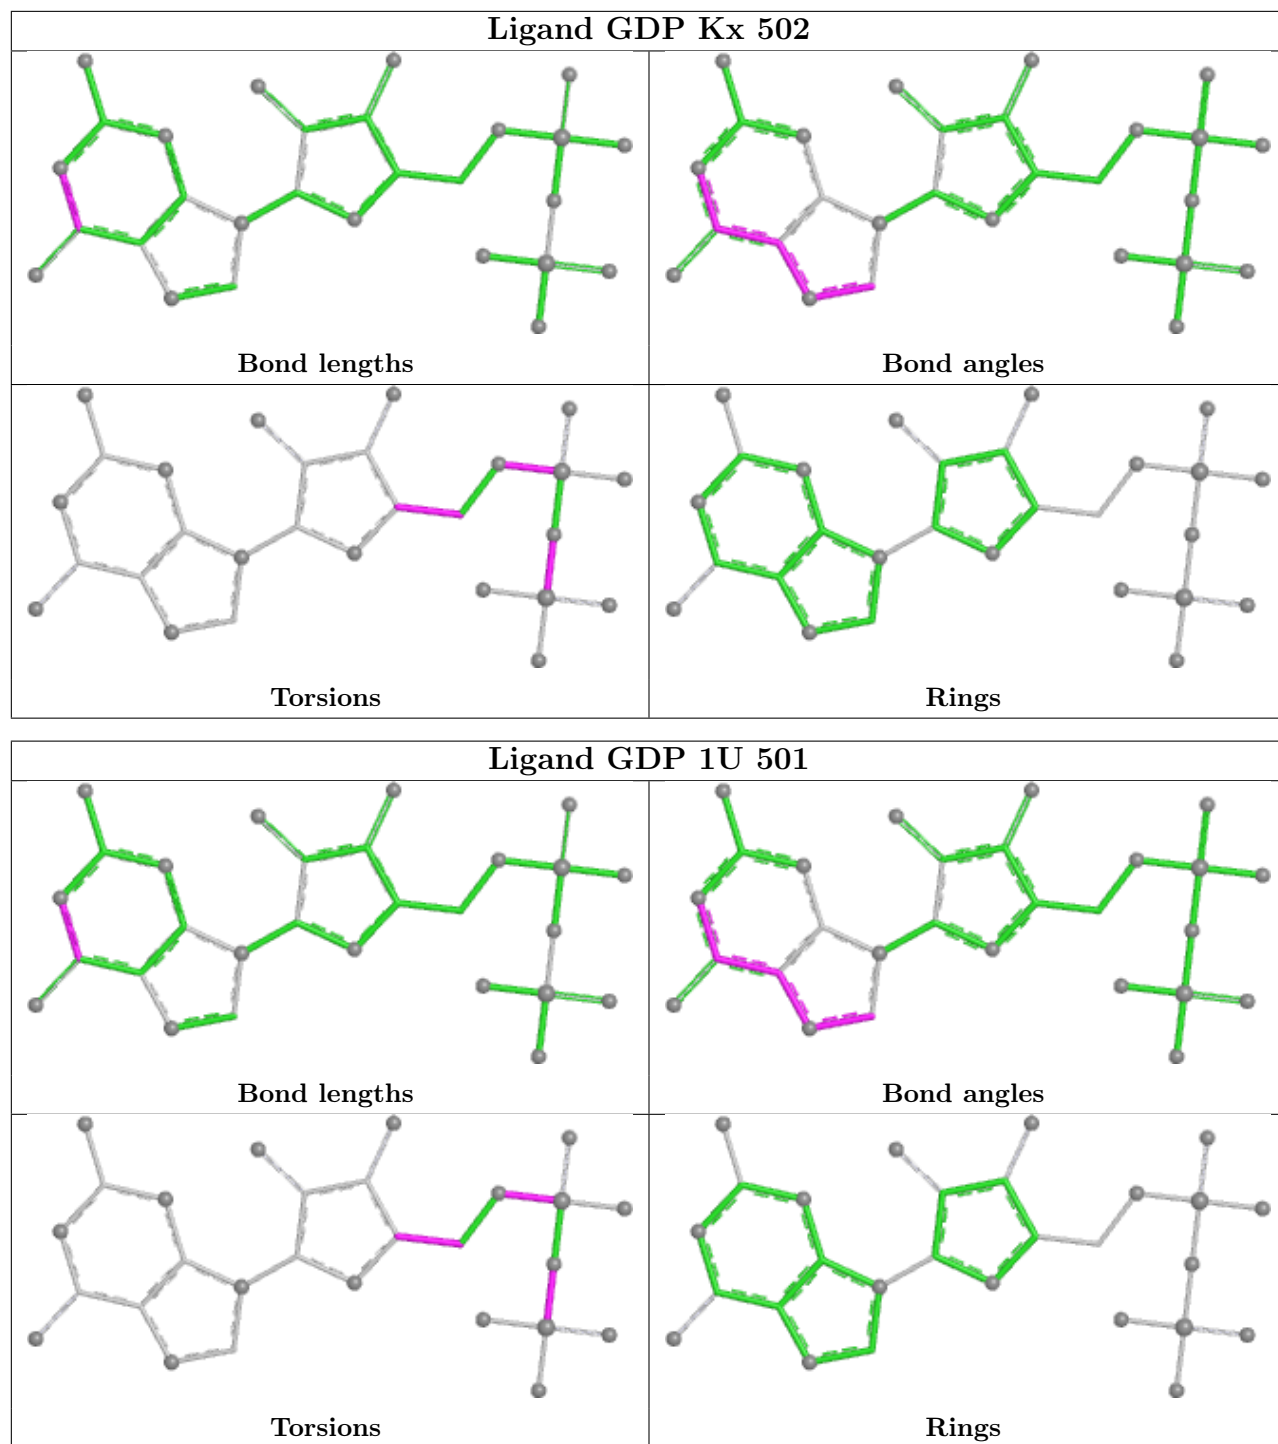 Ligand GDP Kx 502
Bond lengths
Bond angles
Torsions
Rings
Ligand GDP 1U 501
Bond lengths
Bond angles
Torsions
Rings